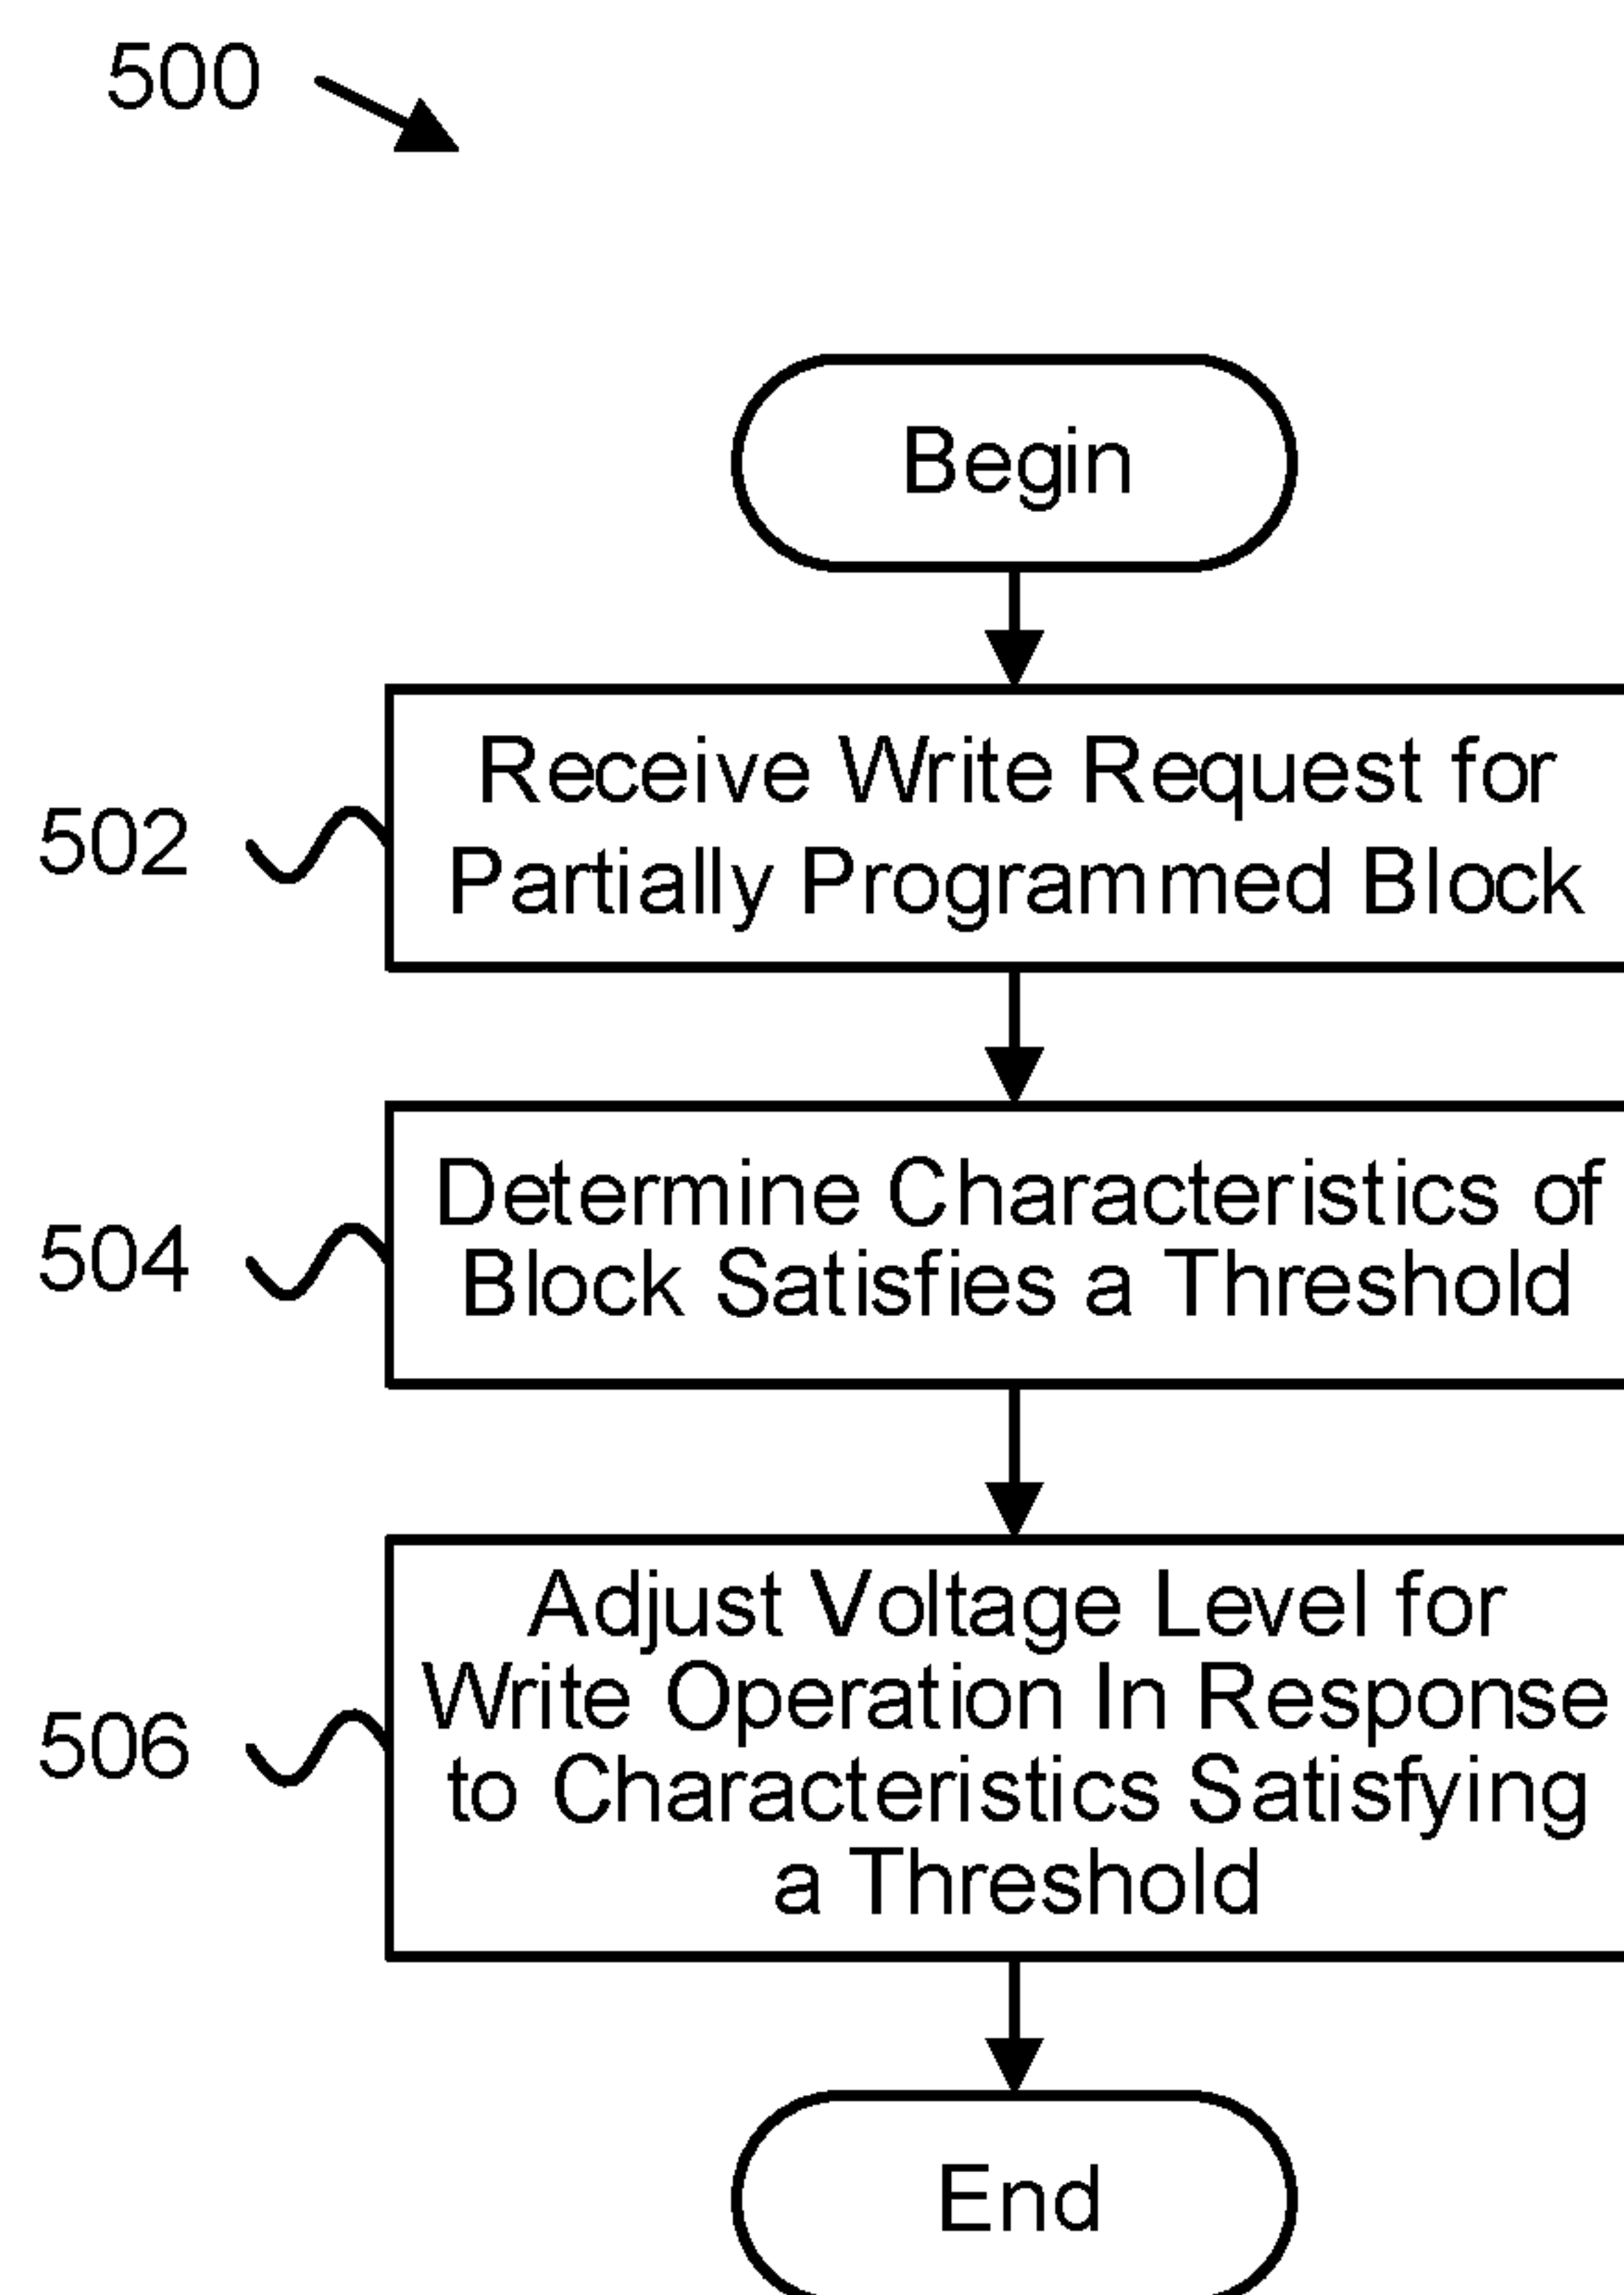 500
Begin
502
Receive Write Request for
Partially Programmed Block
504
Determine Characteristics of
Block Satisfies a Threshold
506
Adjust Voltage Level for
Write Operation In Response
to Characteristics Satisfying
a Threshold
End